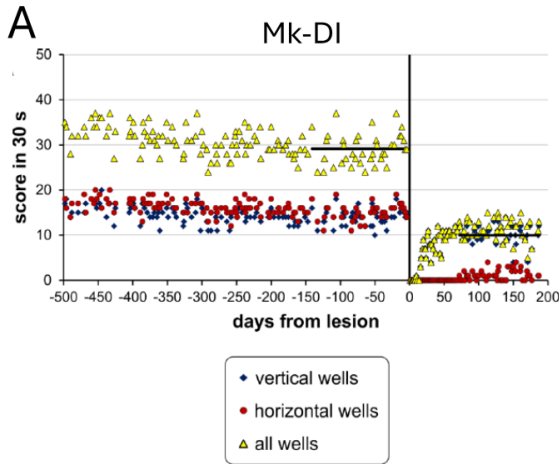 A
Mk-DI
50
40
30
20
10
0
score in 30 s
-500 -450 -400 -350 -300 -250 -200 -150 -100 -50 0 50 100 150 200
days from lesion
vertical wells
horizontal wells
all wells